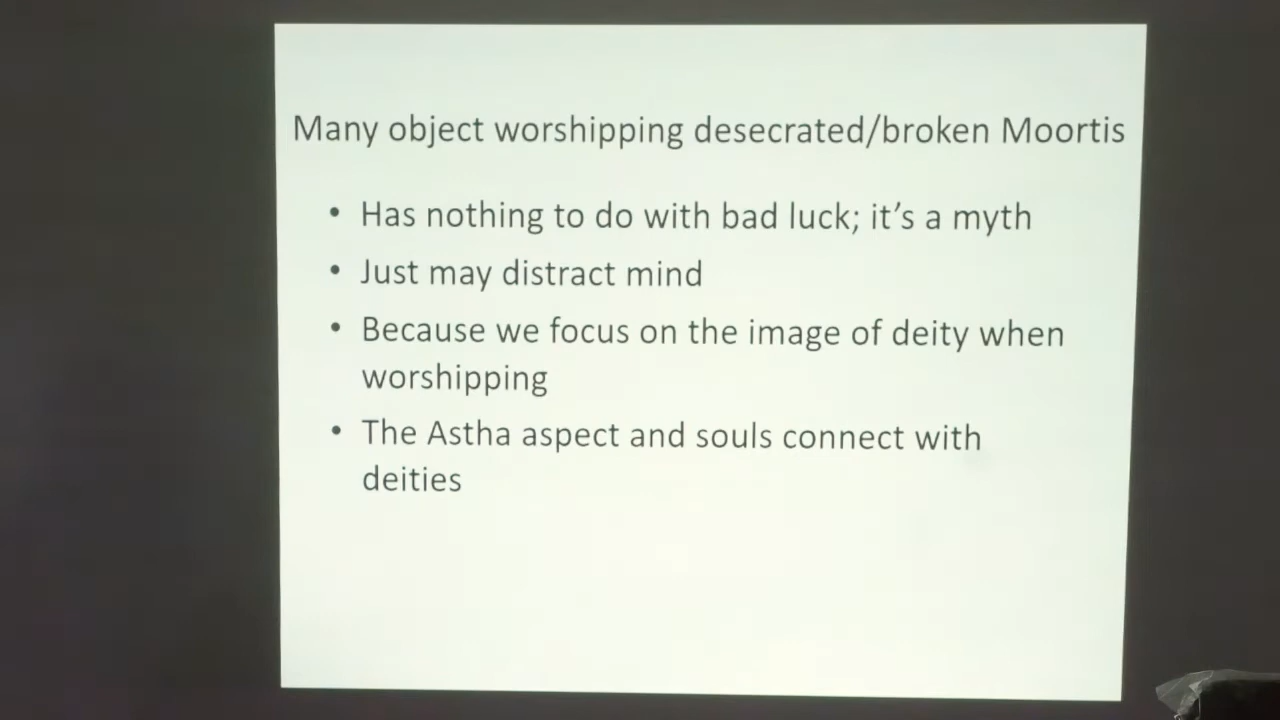 Many object worshipping desecrated/broken Moortis
• Has nothing to do with bad luck; it's a myth
• Just may distract mind
• Because we focus on the image of deity when
worshipping
• The Astha aspect and souls connect with
deities